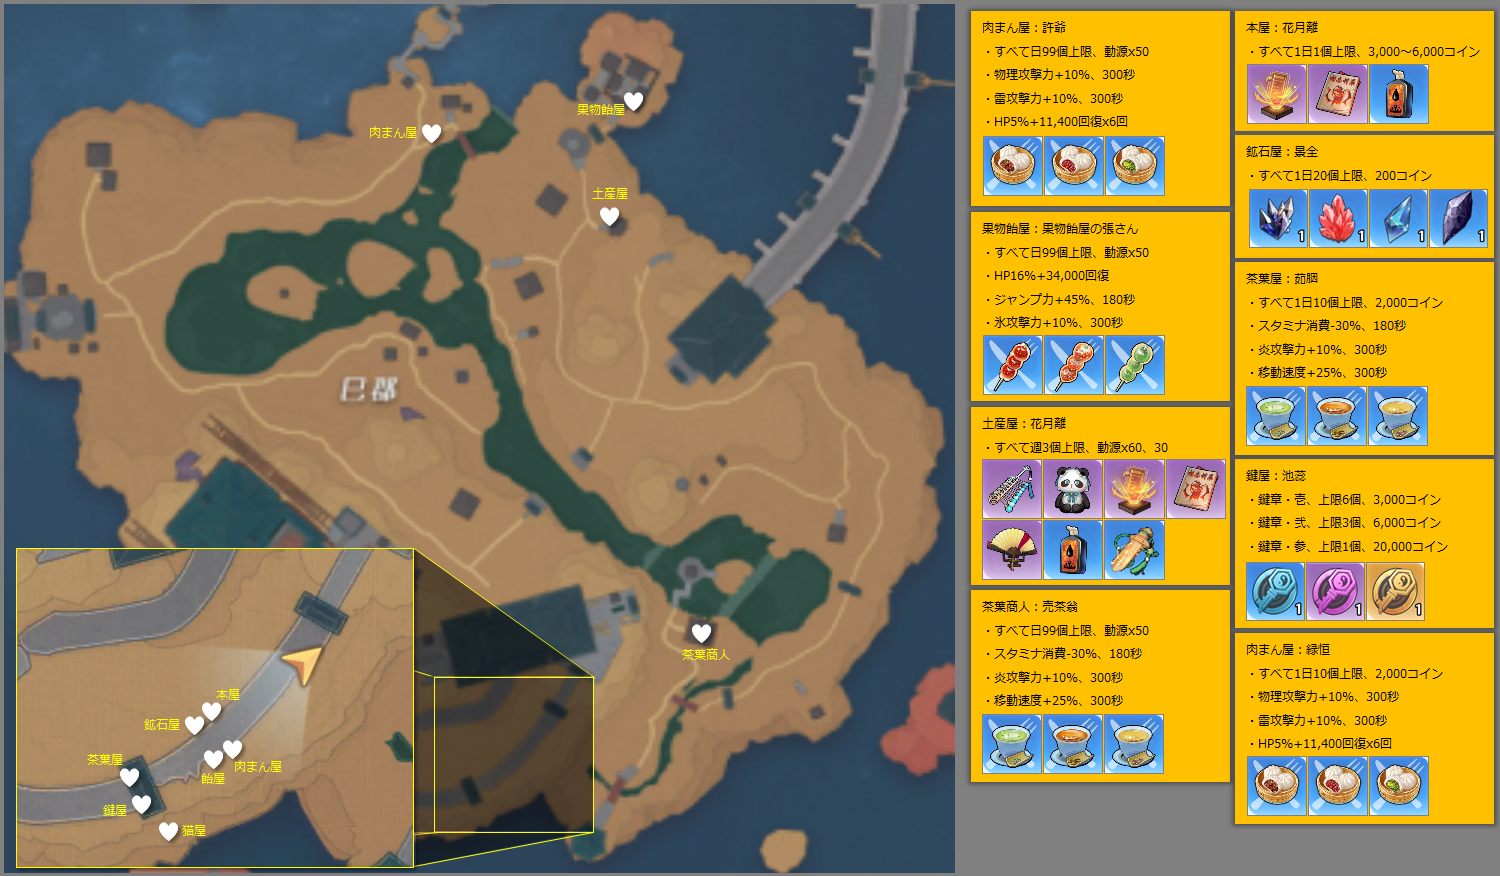 肉まん屋
果物飴屋
土産屋
巳都
茶葉商人
本屋
鉱石屋
茶葉屋
飴屋
肉まん屋
鍵屋
猫屋
肉まん屋：許爺
・すべて日99個上限、動源x50
・物理攻撃力+10%、300秒
・雷攻撃力+10%、300秒
・HP5%+11,400回復x6回
果物飴屋：果物飴屋の張さん
・すべて日99個上限、動源x50
・HP16%+34,000回復
・ジャンプ力+45%、180秒
・氷攻撃力+10%、300秒
土産屋：花月離
・すべて週3個上限、動源x60、30
茶葉商人：売茶翁
・すべて日99個上限、動源x50
・スタミナ消費-30%、180秒
・炎攻撃力+10%、300秒
・移動速度+25%、300秒
本屋：花月離
・すべて1日1個上限、3,000～6,000コイン
鉱石屋：景全
・すべて1日20個上限、200コイン
1
1
1
1
茶葉屋：茹胭
・すべて1日10個上限、2,000コイン
・スタミナ消費-30%、180秒
・炎攻撃力+10%、300秒
・移動速度+25%、300秒
鍵屋：池蕊
・鍵章・壱、上限6個、3,000コイン
・鍵章・弐、上限3個、6,000コイン
・鍵章・参、上限1個、20,000コイン
1
1
1
肉まん屋：緑恒
・すべて1日10個上限、2,000コイン
・物理攻撃力+10%、300秒
・雷攻撃力+10%、300秒
・HP5%+11,400回復x6回